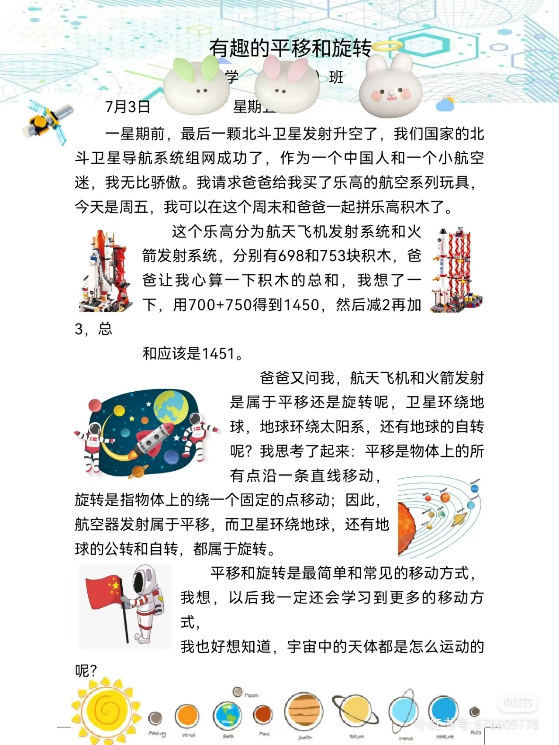 有趣的平移和旋转
学 ）班
7月3日 星期五
一星期前，最后一颗北斗卫星发射升空了，我们国家的北
斗卫星导航系统组网成功了，作为一个中国人和一个小航空
迷，我无比骄傲。我请求爸爸给我买了乐高的航空系列玩具，
今天是周五，我可以在这个周末和爸爸一起拼乐高积木了。
这个乐高分为航天飞机发射系统和火
箭发射系统，分别有698和753块积木，爸
爸让我心算一下积木的总和，我想了一
下，用700+750得到1450，然后减2再加
3，总
和应该是1451。
爸爸又问我，航天飞机和火箭发射
是属于平移还是旋转呢，卫星环绕地
球，地球环绕太阳系，还有地球的自转
呢？我思考了起来：平移是物体上的所
有点沿一条直线移动，
旋转是指物体上的绕一个固定的点移动；因此，
航空器发射属于平移，而卫星环绕地球，还有地
球的公转和自转，都属于旋转。
平移和旋转是最简单和常见的移动方式，
我想，以后我一定还会学习到更多的移动方
式，
我也好想知道，宇宙中的天体都是怎么运动的
呢？
Moon
Mercury Venus Earth Mars Jupiter Saturn Uranus Neptune Pluto
小红书